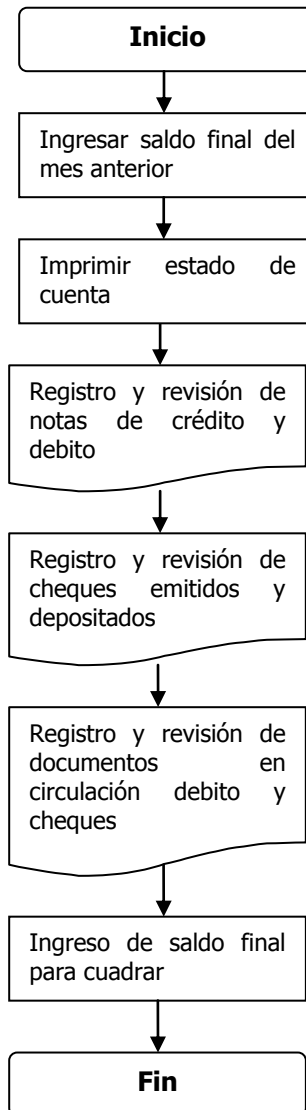 Inicio
Ingresar saldo final del
mes anterior
Imprimir estado de
cuenta
Registro y revisión de
notas de crédito y
debito
Registro y revisión de
cheques emitidos y
depositados
Registro y revisión de
documentos en
circulación debito y
cheques
Ingreso de saldo final
para cuadrar
Fin